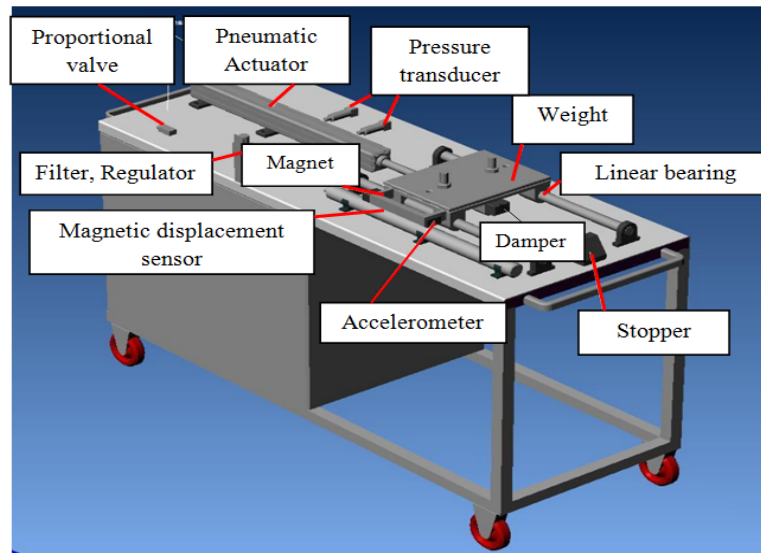 Proportional
valve
Pneumatic
Actuator
Pressure
transducer
Weight
Filter, Regulator
Magnet
Linear bearing
Magnetic displacement
sensor
Damper
Accelerometer
Stopper